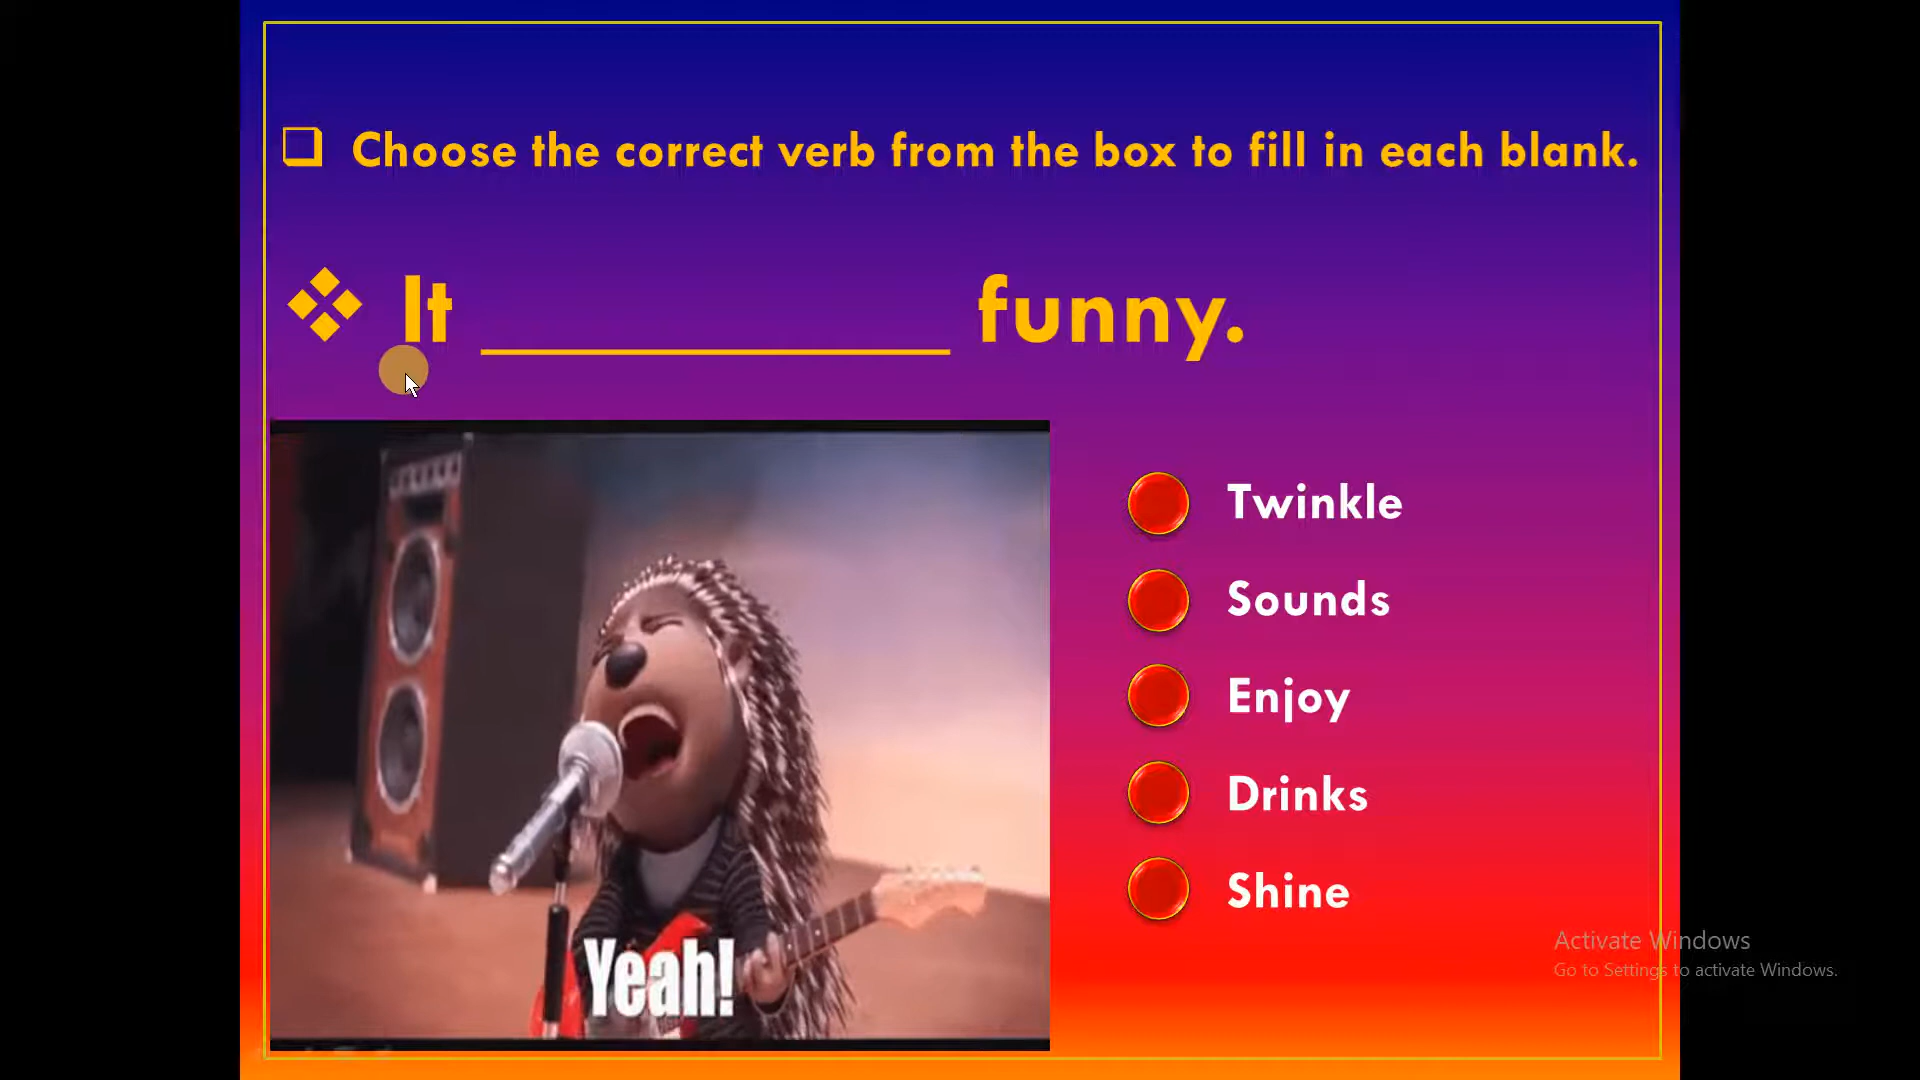 Choose the correct verb from the box to fill in each blank.
It ____________ funny.
Twinkle
Sounds
Enjoy
Drinks
Shine
Yeah!
Activate Windows
Go to Settings to activate Windows.